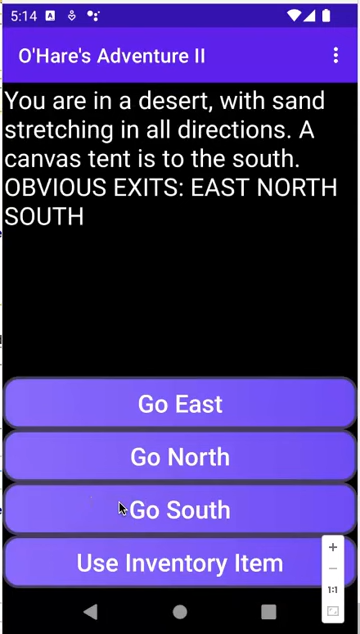 5:14
O'Hare's Adventure II
You are in a desert, with sand
stretching in all directions. A
canvas tent is to the south.
OBVIOUS EXITS: EAST NORTH
SOUTH
Go East
Go North
Go South
Use Inventory Item
1:1